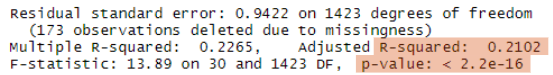 Residual standard error: 0.9422 on 1423 degrees of freedom
(173 observations deleted due to missingness)
Multiple R-squared: 0.2265, Adjusted R-squared: 0.2102
F-statistic: 13.89 on 30 and 1423 DF, p-value: < 2.2e-16